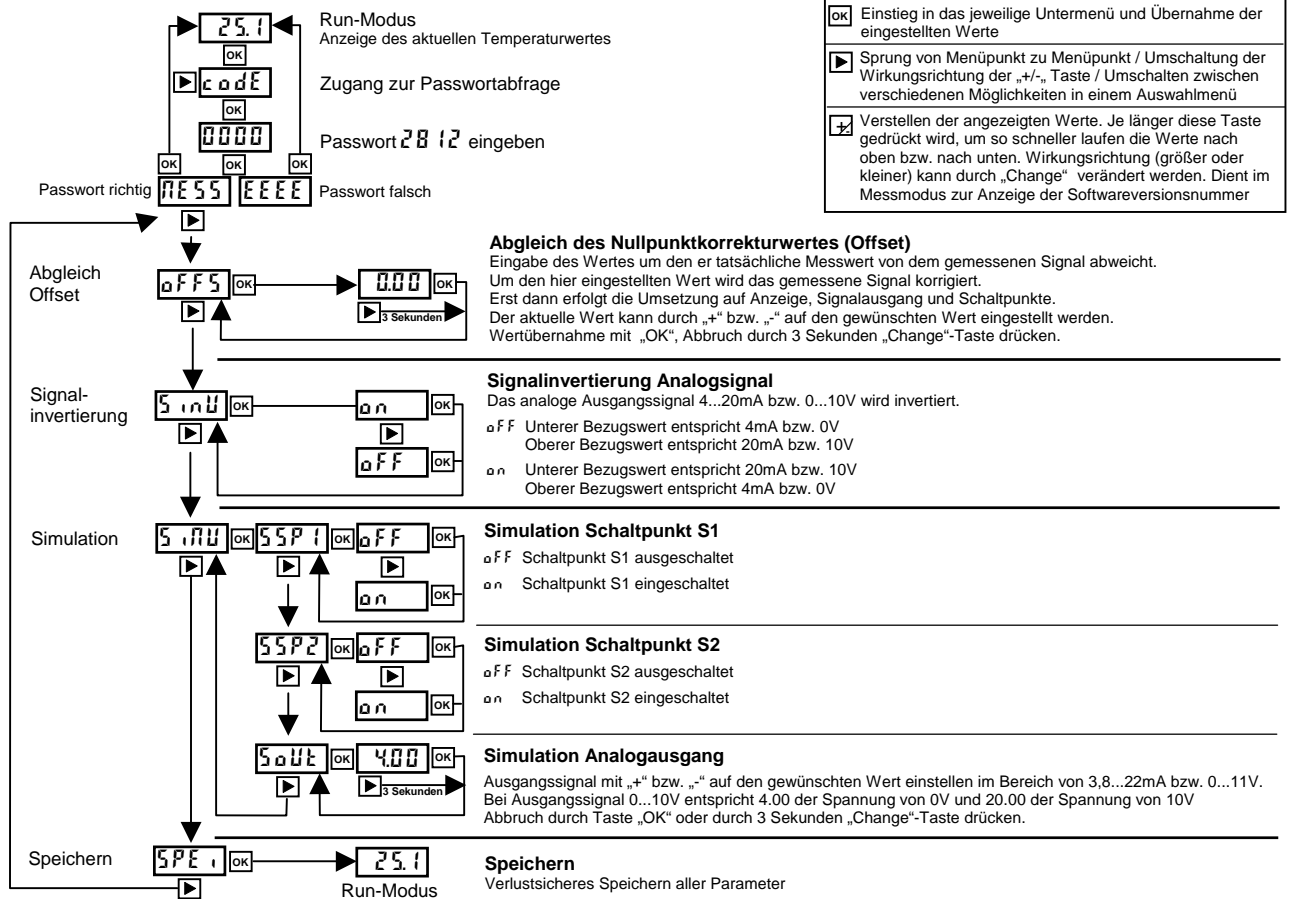 25.1
Run-Modus
Anzeige des aktuellen Temperaturwertes
OK
codE
Zugang zur Passwortabfrage
OK
0000
Passwort 2812 eingeben
OK OK OK
Passwort richtig MESS EEEE Passwort falsch
OK Einstieg in das jeweilige Untermenü und Übernahme der
eingestellten Werte
Sprung von Menüpunkt zu Menüpunkt / Umschaltung der
Wirkungsrichtung der „+/-„ Taste / Umschalten zwischen
verschiedenen Möglichkeiten in einem Auswahlmenü
+/- Verstellen der angezeigten Werte. Je länger diese Taste
gedrückt wird, um so schneller laufen die Werte nach
oben bzw. nach unten. Wirkungsrichtung (größer oder
kleiner) kann durch „Change“ verändert werden. Dient im
Messmodus zur Anzeige der Softwareversionsnummer
Abgleich
Offset
oFFS OK 0.00 OK
3 Sekunden
Abgleich des Nullpunktkorrekturwertes (Offset)
Eingabe des Wertes um den er tatsächliche Messwert von dem gemessenen Signal abweicht.
Um den hier eingestellten Wert wird das gemessene Signal korrigiert.
Erst dann erfolgt die Umsetzung auf Anzeige, Signalausgang und Schaltpunkte.
Der aktuelle Wert kann durch „+“ bzw. „-“ auf den gewünschten Wert eingestellt werden.
Wertübernahme mit „OK“, Abbruch durch 3 Sekunden „Change“-Taste drücken.
Signal-
invertierung
SinU OK on OK
oFF OK
Signalinvertierung Analogsignal
Das analoge Ausgangssignal 4...20mA bzw. 0...10V wird invertiert.
oFF Unterer Bezugswert entspricht 4mA bzw. 0V
Oberer Bezugswert entspricht 20mA bzw. 10V
on Unterer Bezugswert entspricht 20mA bzw. 10V
Oberer Bezugswert entspricht 4mA bzw. 0V
Simulation
SiMU OK SSP1 OK oFF OK
on OK
Simulation Schaltpunkt S1
oFF Schaltpunkt S1 ausgeschaltet
on Schaltpunkt S1 eingeschaltet
SSP2 OK oFF OK
on OK
Simulation Schaltpunkt S2
oFF Schaltpunkt S2 ausgeschaltet
on Schaltpunkt S2 eingeschaltet
SoUt OK 4.00 OK
3 Sekunden
Simulation Analogausgang
Ausgangssignal mit „+“ bzw. „-“ auf den gewünschten Wert einstellen im Bereich von 3,8...22mA bzw. 0...11V.
Bei Ausgangssignal 0...10V entspricht 4.00 der Spannung von 0V und 20.00 der Spannung von 10V
Abbruch durch Taste „OK“ oder durch 3 Sekunden „Change“-Taste drücken.
Speichern
SPEi OK 25.1
Run-Modus
Speichern
Verlustsicheres Speichern aller Parameter